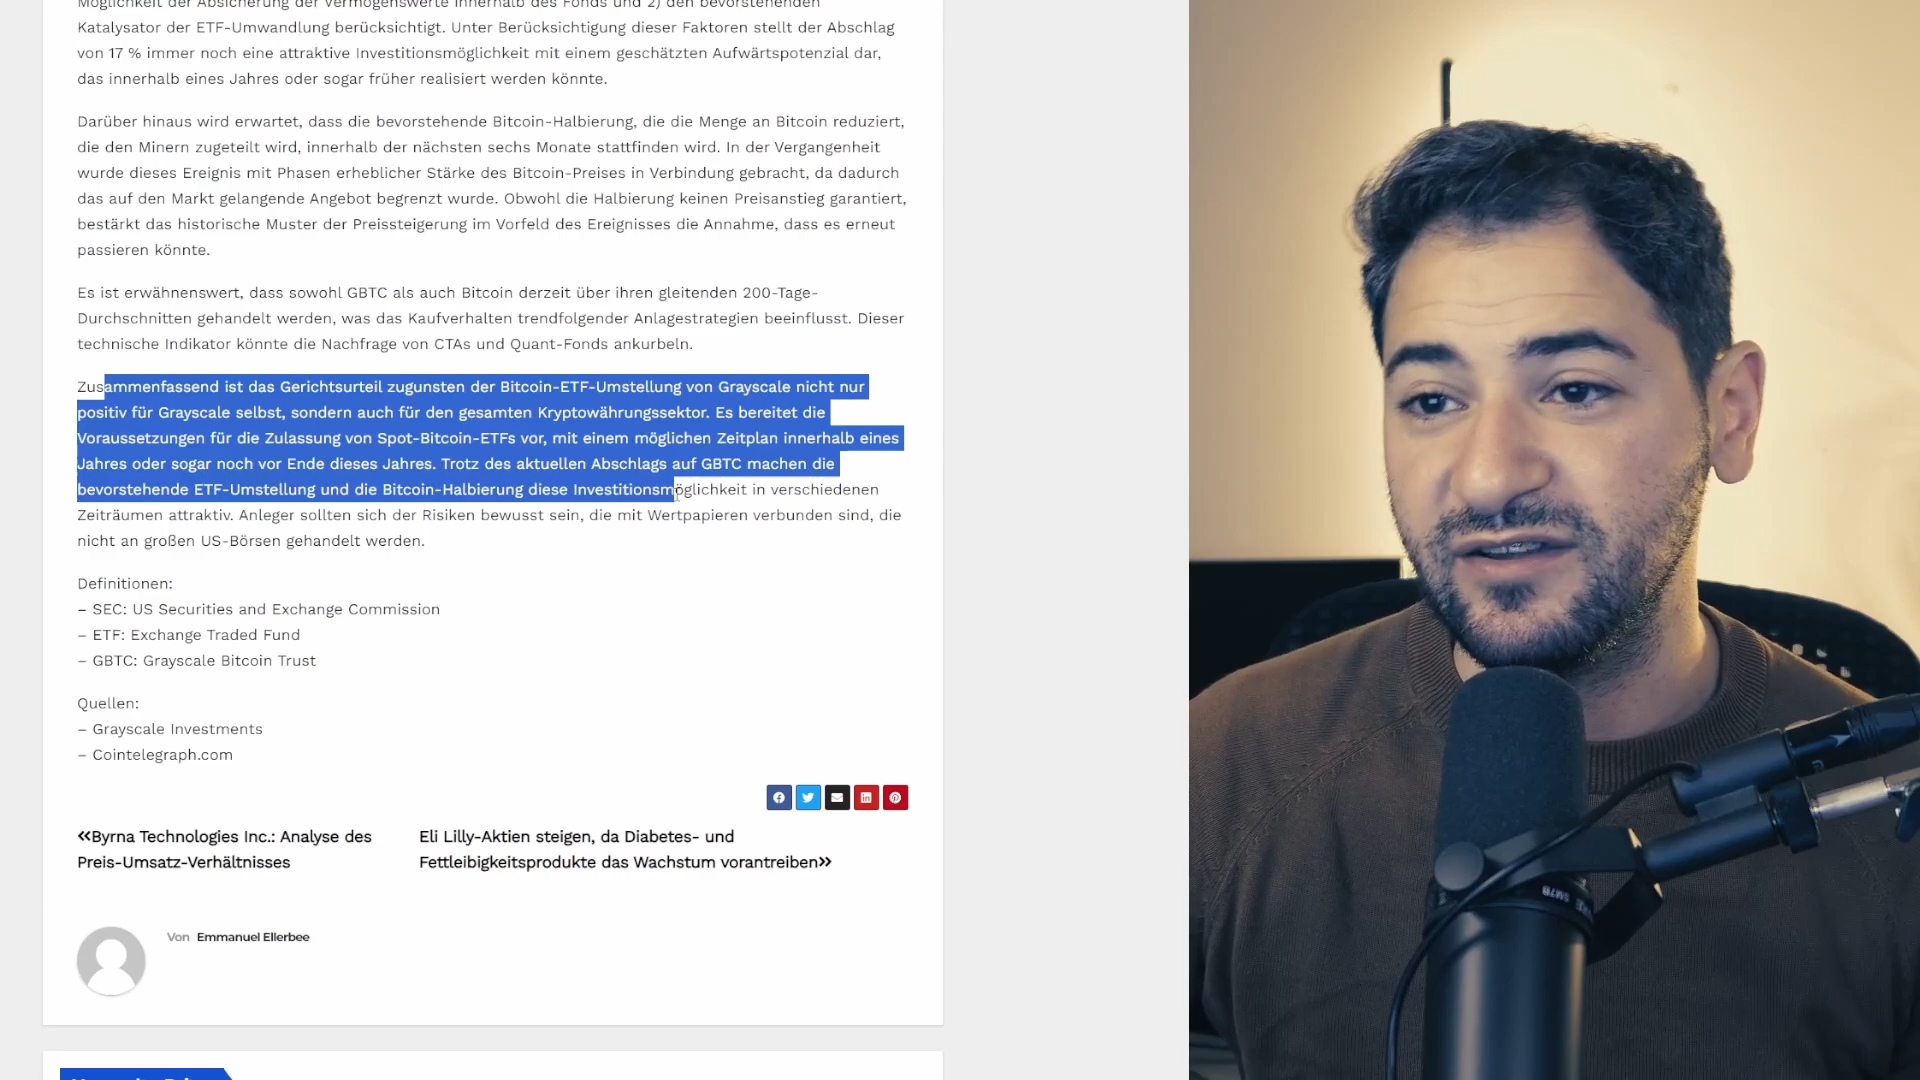 Möglichkeit der Absicherung der Vermögenswerte innerhalb des Fonds und 2) den bevorstehenden
Katalysator der ETF-Umwandlung berücksichtigt. Unter Berücksichtigung dieser Faktoren stellt der Abschlag
von 17 % immer noch eine attraktive Investitionsmöglichkeit mit einem geschätzten Aufwärtspotenzial dar,
das innerhalb eines Jahres oder sogar früher realisiert werden könnte.
Darüber hinaus wird erwartet, dass die bevorstehende Bitcoin-Halbierung, die die Menge an Bitcoin reduziert,
die den Minern zugeteilt wird, innerhalb der nächsten sechs Monate stattfinden wird. In der Vergangenheit
wurde dieses Ereignis mit Phasen erheblicher Stärke des Bitcoin-Preises in Verbindung gebracht, da dadurch
das auf den Markt gelangende Angebot begrenzt wurde. Obwohl die Halbierung keinen Preisanstieg garantiert,
bestärkt das historische Muster der Preissteigerung im Vorfeld des Ereignisses die Annahme, dass es erneut
passieren könnte.
Es ist erwähnenswert, dass sowohl GBTC als auch Bitcoin derzeit über ihren gleitenden 200-Tage-
Durchschnitten gehandelt werden, was das Kaufverhalten trendfolgender Anlagestrategien beeinflusst. Dieser
technische Indikator könnte die Nachfrage von CTAs und Quant-Fonds ankurbeln.
Zusammenfassend ist das Gerichtsurteil zugunsten der Bitcoin-ETF-Umstellung von Grayscale nicht nur
positiv für Grayscale selbst, sondern auch für den gesamten Kryptowährungssektor. Es bereitet die
Voraussetzungen für die Zulassung von Spot-Bitcoin-ETFs vor, mit einem möglichen Zeitplan innerhalb eines
Jahres oder sogar noch vor Ende dieses Jahres. Trotz des aktuellen Abschlags auf GBTC machen die
bevorstehende ETF-Umstellung und die Bitcoin-Halbierung diese Investitionsmöglichkeit in verschiedenen
Zeiträumen attraktiv. Anleger sollten sich der Risiken bewusst sein, die mit Wertpapieren verbunden sind, die
nicht an großen US-Börsen gehandelt werden.
Definitionen:
– SEC: US Securities and Exchange Commission
– ETF: Exchange Traded Fund
– GBTC: Grayscale Bitcoin Trust
Quellen:
– Grayscale Investments
– Cointelegraph.com
«Byrna Technologies Inc.: Analyse des
Preis-Umsatz-Verhältnisses
Eli Lilly-Aktien steigen, da Diabetes- und
Fettleibigkeitsprodukte das Wachstum vorantreiben»
Von Emmanuel Ellerbee
SM7B